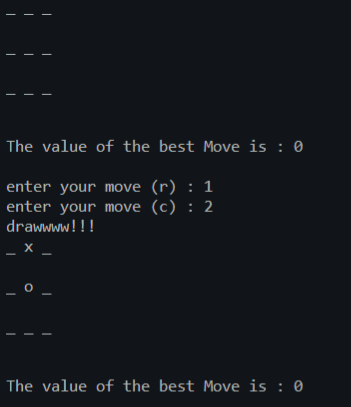 _ _ _
_ _ _
_ _ _
The value of the best Move is : 0
enter your move (r) : 1
enter your move (c) : 2
drawwww!!!
_ x _
_ o _
_ _ _
The value of the best Move is : 0